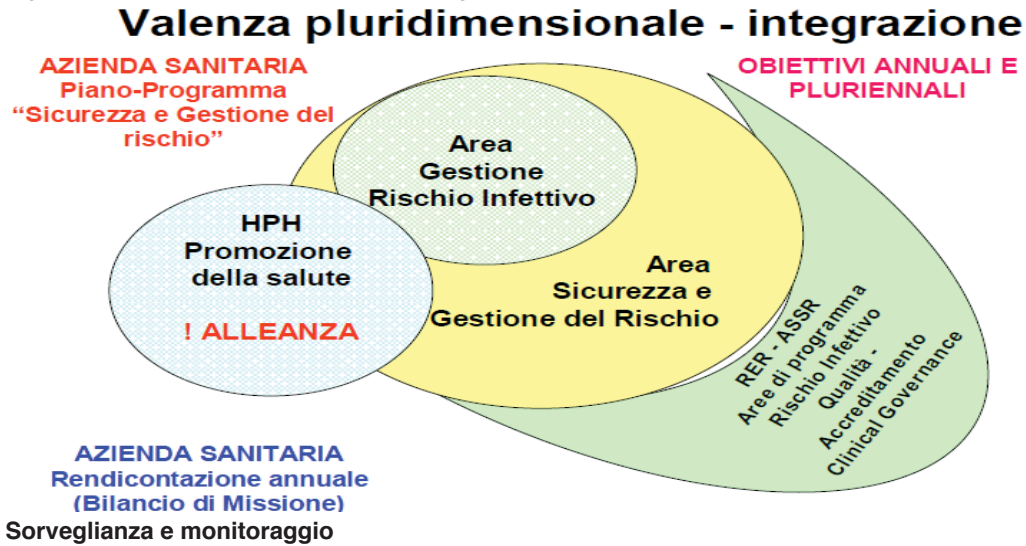 Valenza pluridimensionale - integrazione
AZIENDA SANITARIA
Piano-Programma
“Sicurezza e Gestione del
rischio”
OBIETTIVI ANNUALI E
PLURIENNALI
Area
Gestione
Rischio Infettivo
HPH
Promozione
della salute
! ALLEANZA
Area
Sicurezza e
Gestione del Rischio
RER - ASSR
Aree di programma
Rischio Infettivo
Qualità -
Accreditamento
Clinical Governance
AZIENDA SANITARIA
Rendicontazione annuale
(Bilancio di Missione)
Sorveglianza e monitoraggio